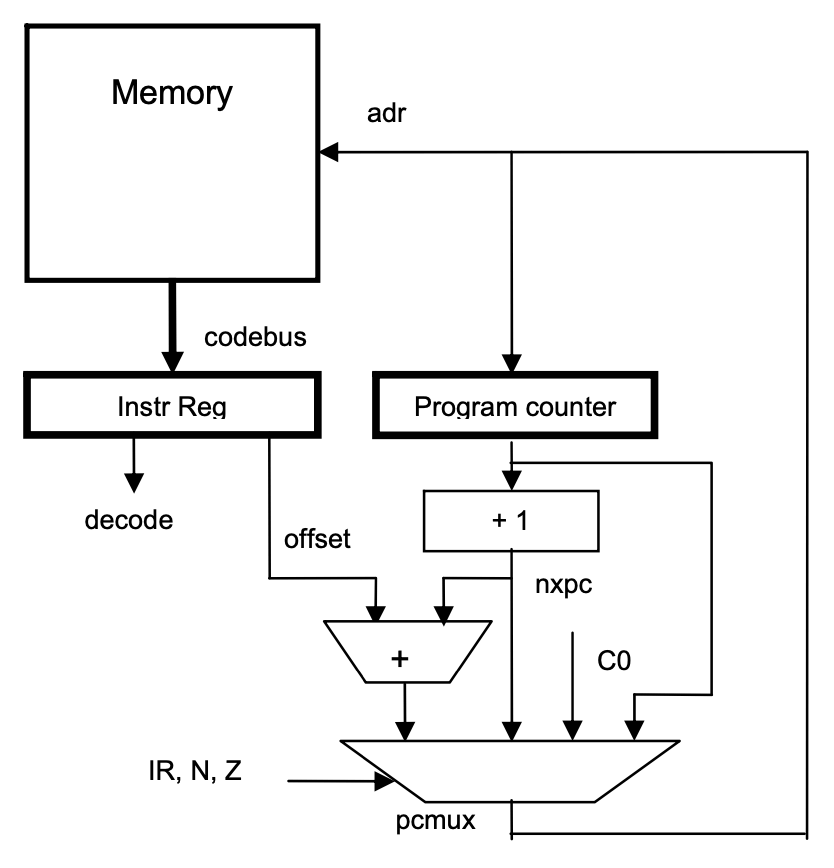 Memory
adr
codebus
Instr Reg
Program counter
decode
+ 1
offset
nxpc
+
C0
IR, N, Z
pcmux